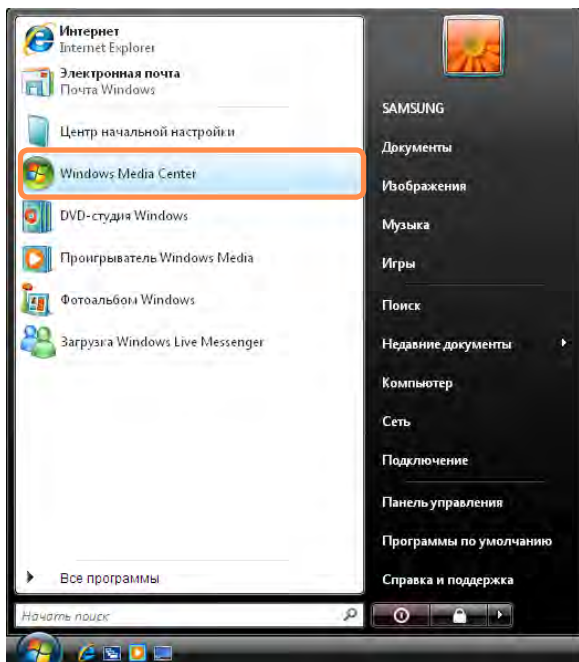 Интернет
Internet Explorer
Электронная почта
Почта Windows
Центр начальной настройки
Windows Media Center
DVD-студия Windows
Проигрыватель Windows Media
Фотоальбом Windows
Загрузка Windows Live Messenger
Все программы
Начать поиск
SAMSUNG
Документы
Изображения
Музыка
Игры
Поиск
Недавние документы
Компьютер
Сеть
Подключение
Панель управления
Программы по умолчанию
Справка и поддержка